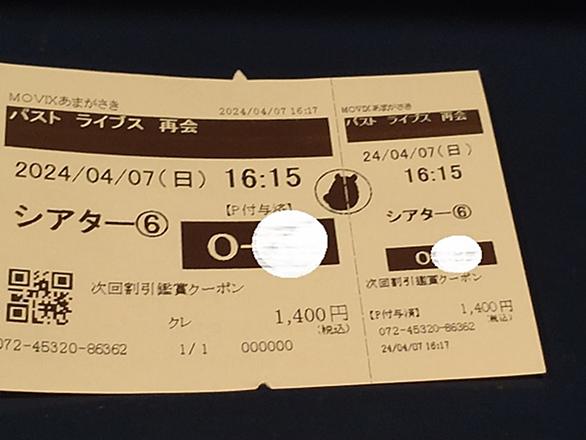 MOVIXあまがさき
2024/04/07 16:17
パスト ライブス 再会
2024/04/07(日) 16:15
【P付与済】
シアター⑥
O-
次回割引鑑賞クーポン
クレ
1,400円
(税込)
072-45320-86362
1/1
000000
MOVIXあまがさき
パスト ライブス 再会
24/04/07(日)
16:15
シアター⑥
O-
次回割引鑑賞クーポン
【P付与済】
1,400円
(税込)
072-45320-86362
24/04/07 16:17